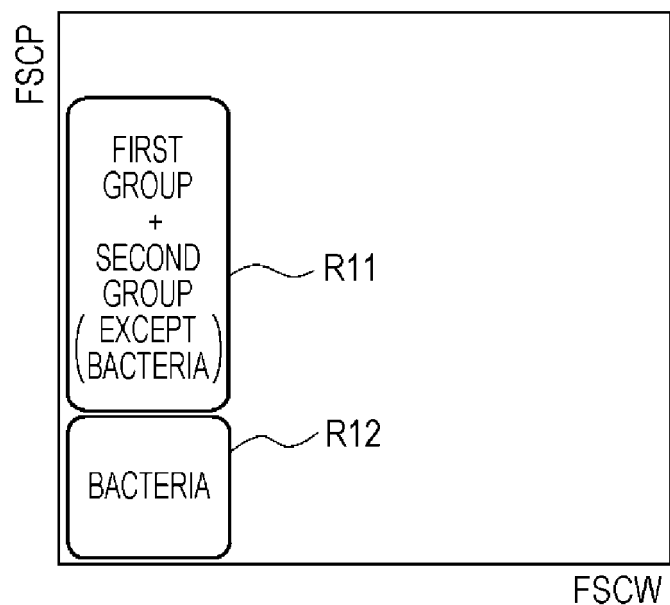 FSCP
FIRST
GROUP
+
SECOND
GROUP
(EXCEPT
BACTERIA)
R11
R12
BACTERIA
FSCW